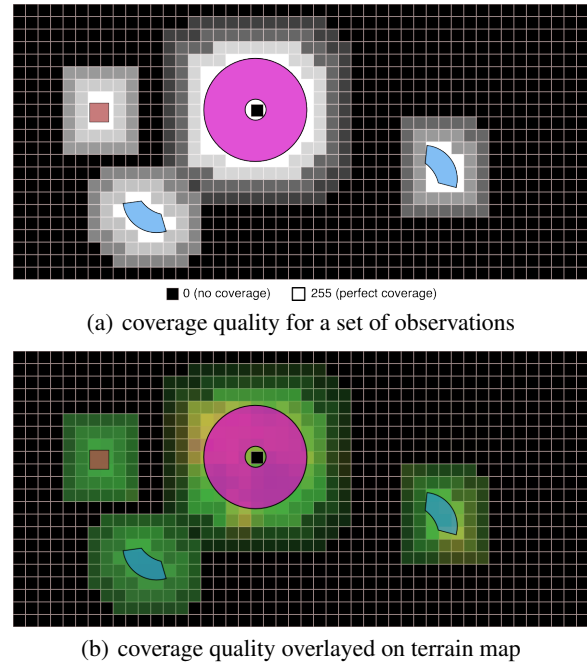 0 (no coverage) 255 (perfect coverage)
(a) coverage quality for a set of observations
(b) coverage quality overlayed on terrain map